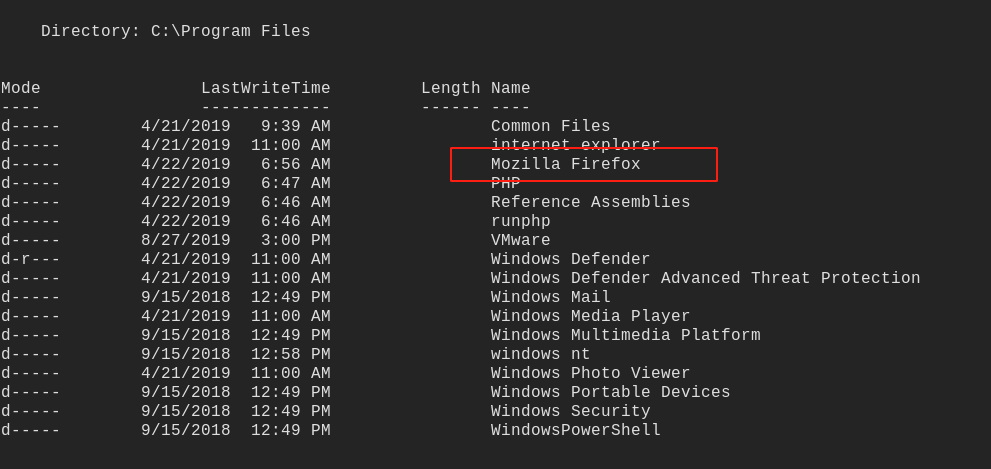 Directory: C:\Program Files
Mode                LastWriteTime         Length Name
----                -------------         ------ ----
d-----        4/21/2019   9:39 AM                Common Files
d-----        4/21/2019  11:00 AM                internet explorer
d-----        4/22/2019   6:56 AM                Mozilla Firefox
d-----        4/22/2019   6:47 AM                PHP
d-----        4/22/2019   6:46 AM                Reference Assemblies
d-----        4/22/2019   6:46 AM                runphp
d-----        8/27/2019   3:00 PM                VMware
d-r---        4/21/2019  11:00 AM                Windows Defender
d-----        4/21/2019  11:00 AM                Windows Defender Advanced Threat Protection
d-----        9/15/2018  12:49 PM                Windows Mail
d-----        4/21/2019  11:00 AM                Windows Media Player
d-----        9/15/2018  12:49 PM                Windows Multimedia Platform
d-----        9/15/2018  12:58 PM                windows nt
d-----        4/21/2019  11:00 AM                Windows Photo Viewer
d-----        9/15/2018  12:49 PM                Windows Portable Devices
d-----        9/15/2018  12:49 PM                Windows Security
d-----        9/15/2018  12:49 PM                WindowsPowerShell